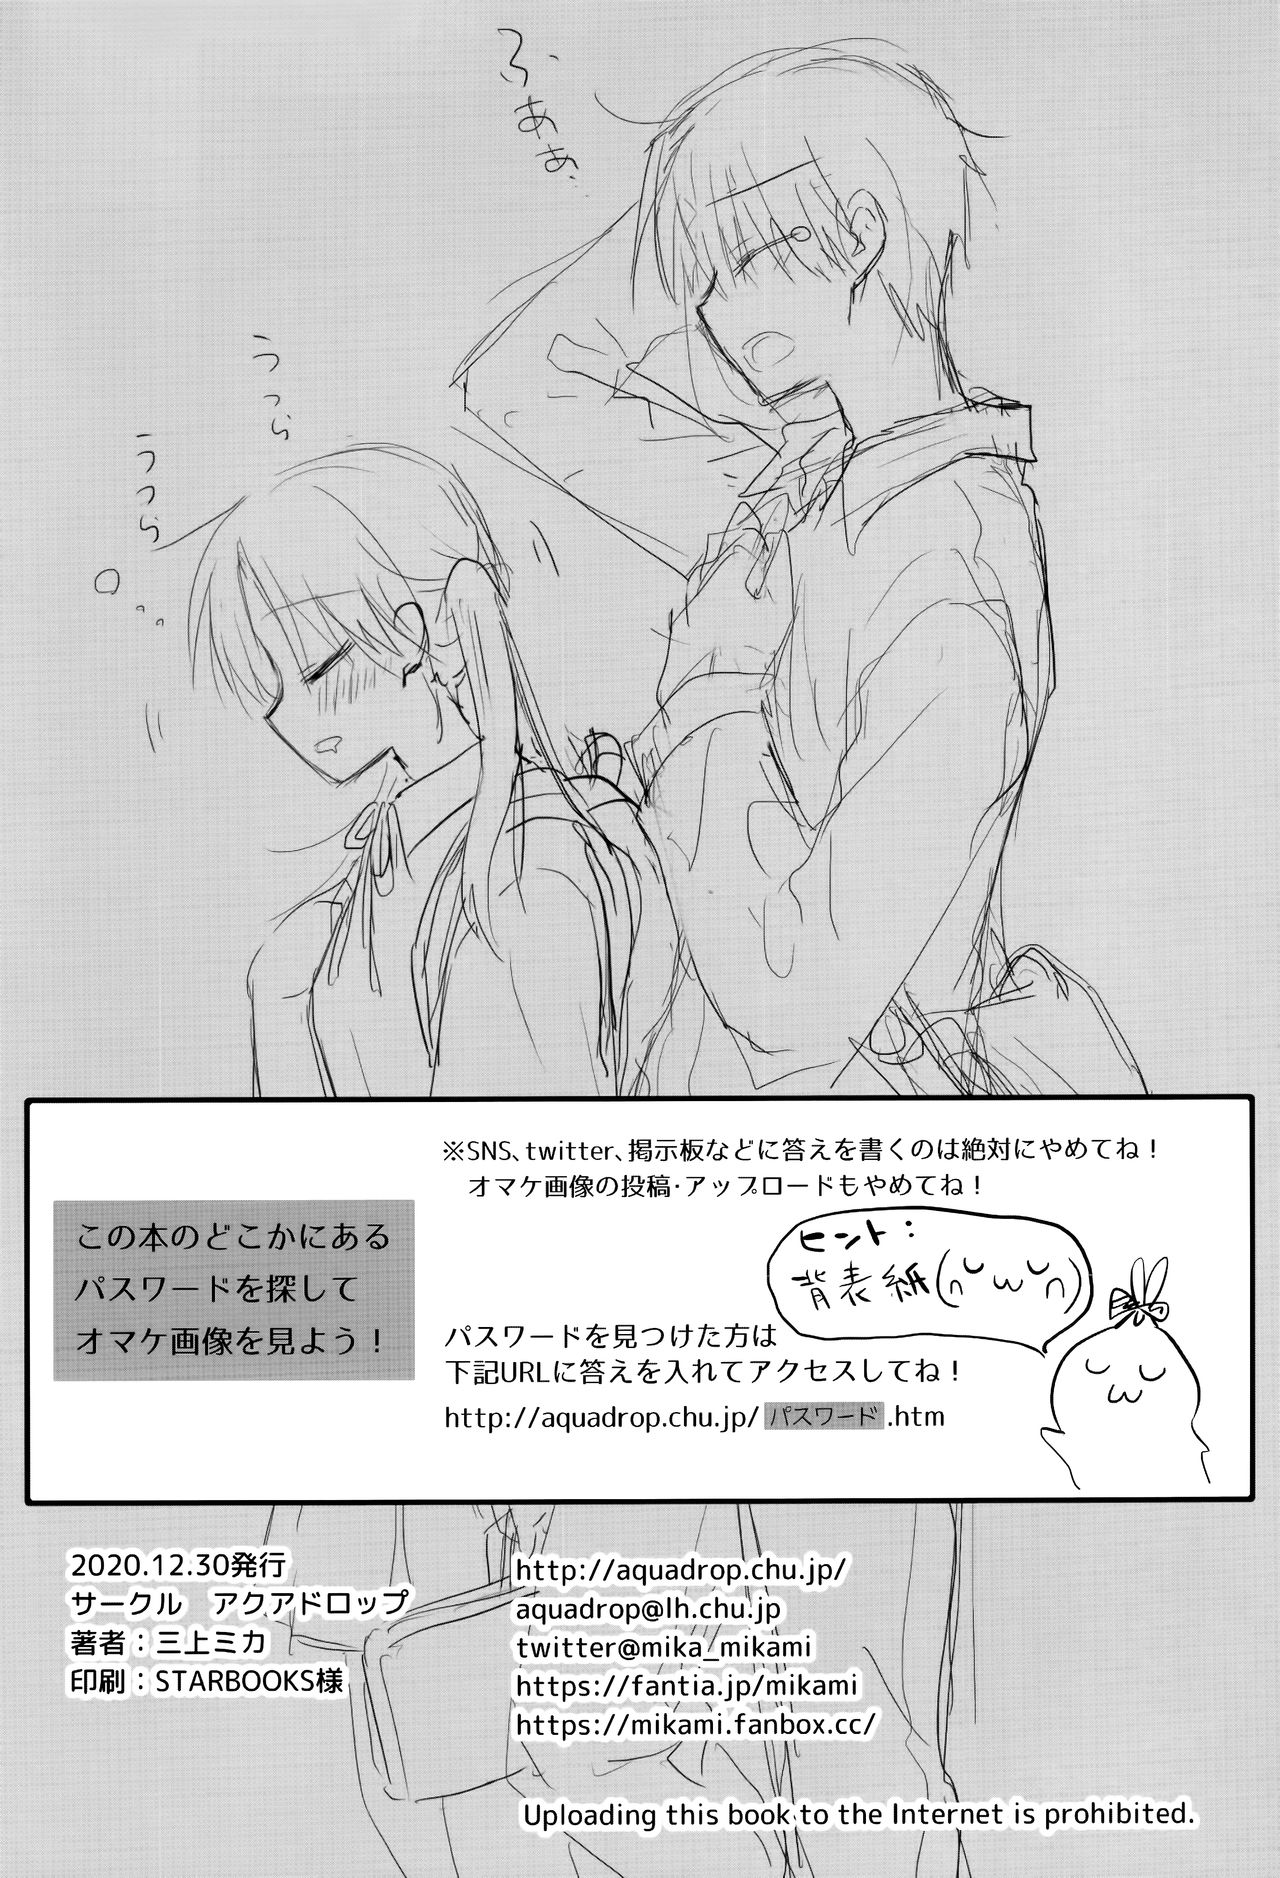 ふぁぁ
うつら
うつら
※SNS、twitter、掲示板などに答えを書くのは絶対にやめてね！
オマケ画像の投稿・アップロードもやめてね！
この本のどこかにある
パスワードを探して
オマケ画像を見よう！
ヒント：
背表紙(∩˘ω˘∩)
パスワードを見つけた方は
下記URLに答えを入れてアクセスしてね！
http://aquadrop.chu.jp/パスワード.htm
2020.12.30発行
サークル　アクアドロップ
著者：三上ミカ
印刷：STARBOOKS様
http://aquadrop.chu.jp/
aquadrop@lh.chu.jp
twitter@mika_mikami
https://fantia.jp/mikami
https://mikami.fanbox.cc/
Uploading this book to the Internet is prohibited.